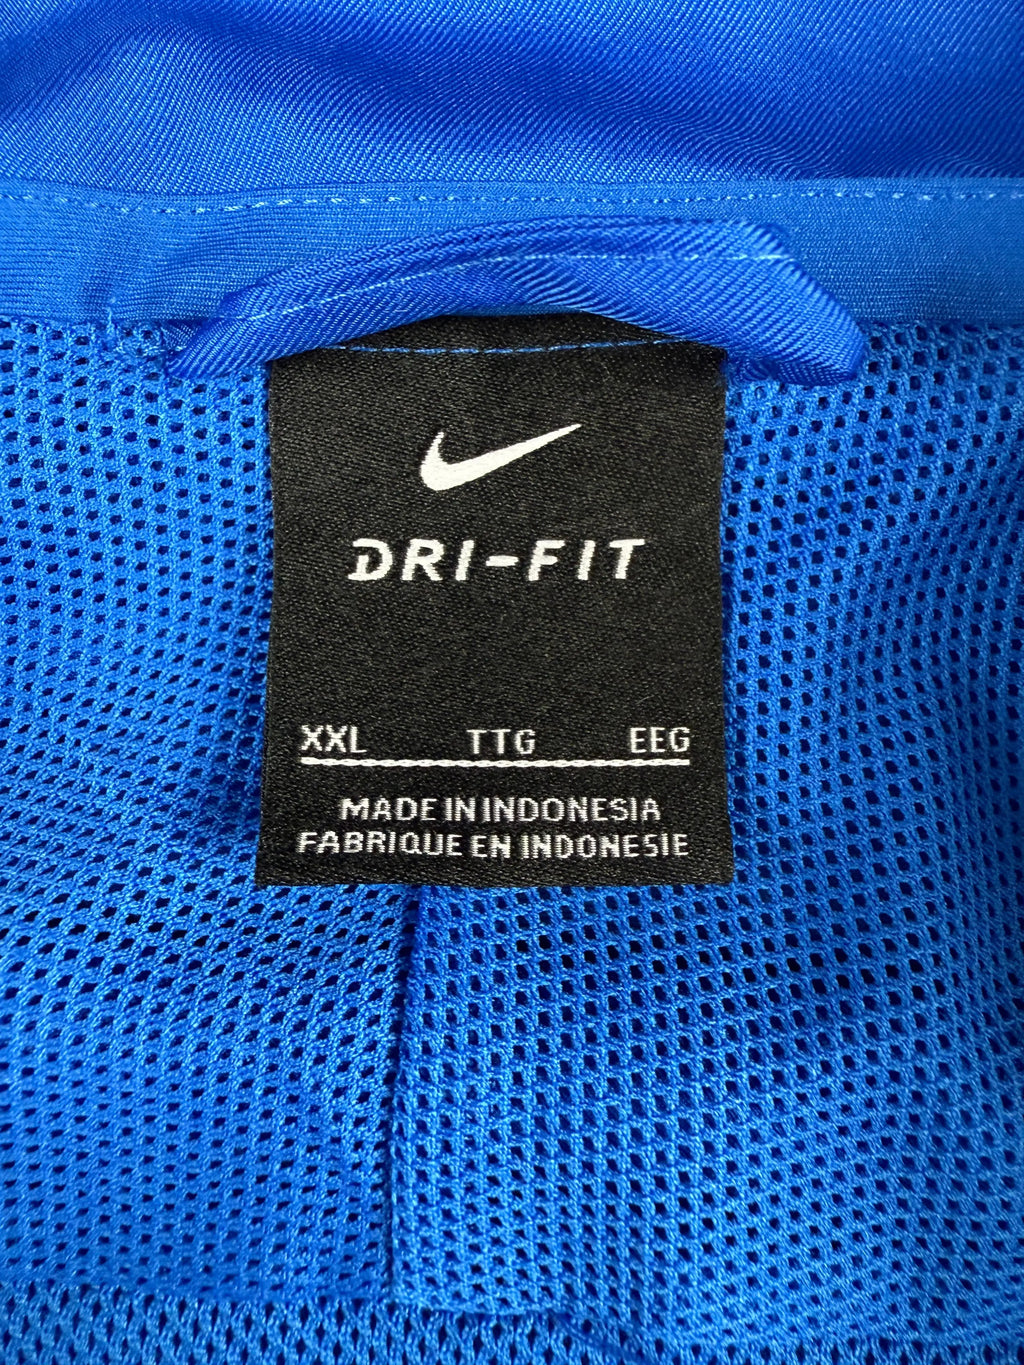 DRI-FIT
XXL TTG EEG
MADE IN INDONESIA
FABRIQUE EN INDONESIE